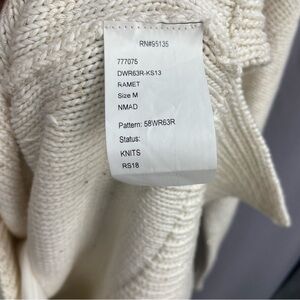 RN#95135
777075
DWR63R-KS13
RAMET
Size M
NMAD
Pattern: 58WR63R
Status:
KNITS
RS18